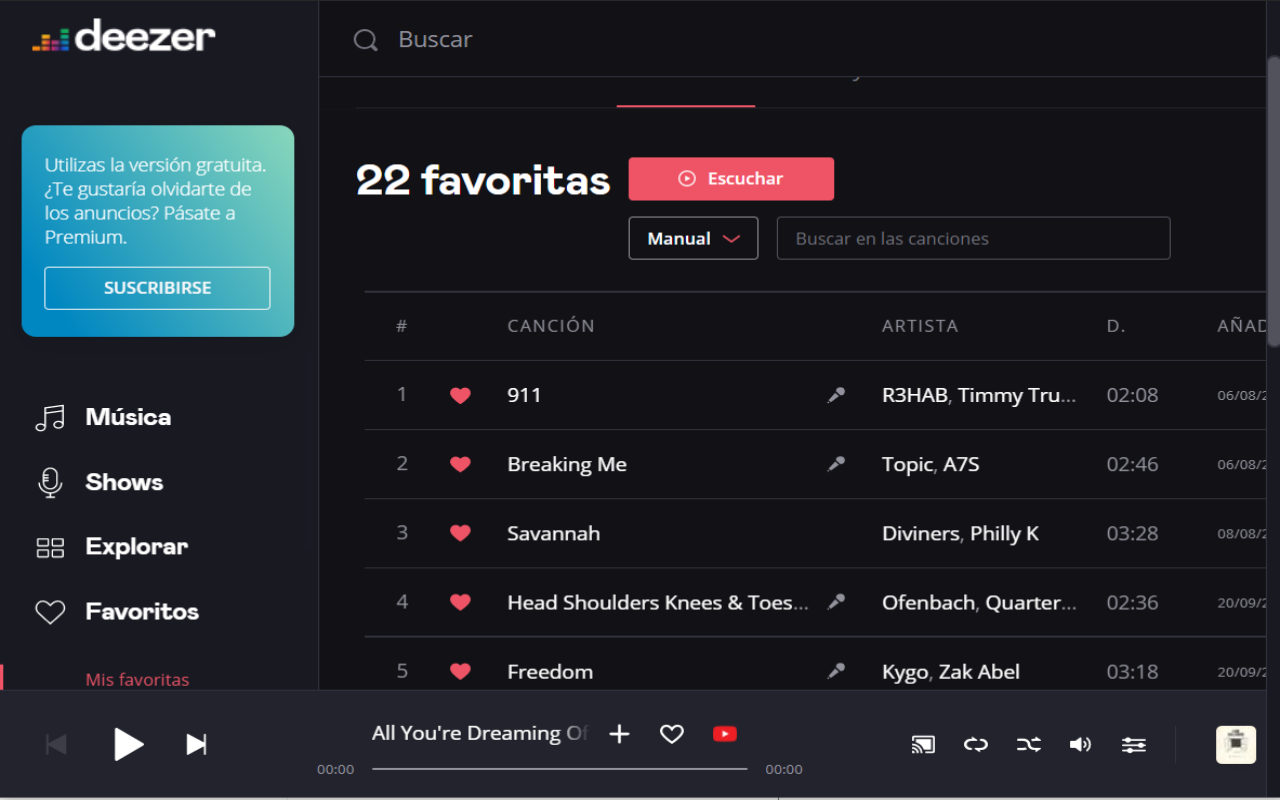 deezer
Buscar
Utilizas la versión gratuita.
¿Te gustaría olvidarte de
los anuncios? Pásate a
Premium.
SUSCRIBIRSE
Música
Shows
Explorar
Favoritos
Mis favoritas
22 favoritas
Escuchar
Manual
Buscar en las canciones
# CANCIÓN ARTISTA D. AÑAD
1 911 R3HAB, Timmy Tru... 02:08 06/08/2
2 Breaking Me Topic, A7S 02:46 06/08/2
3 Savannah Diviners, Philly K 03:28 08/08/2
4 Head Shoulders Knees & Toes... Ofenbach, Quarter... 02:36 20/09/2
5 Freedom Kygo, Zak Abel 03:18 20/09/2
All You're Dreaming Of
00:00 00:00